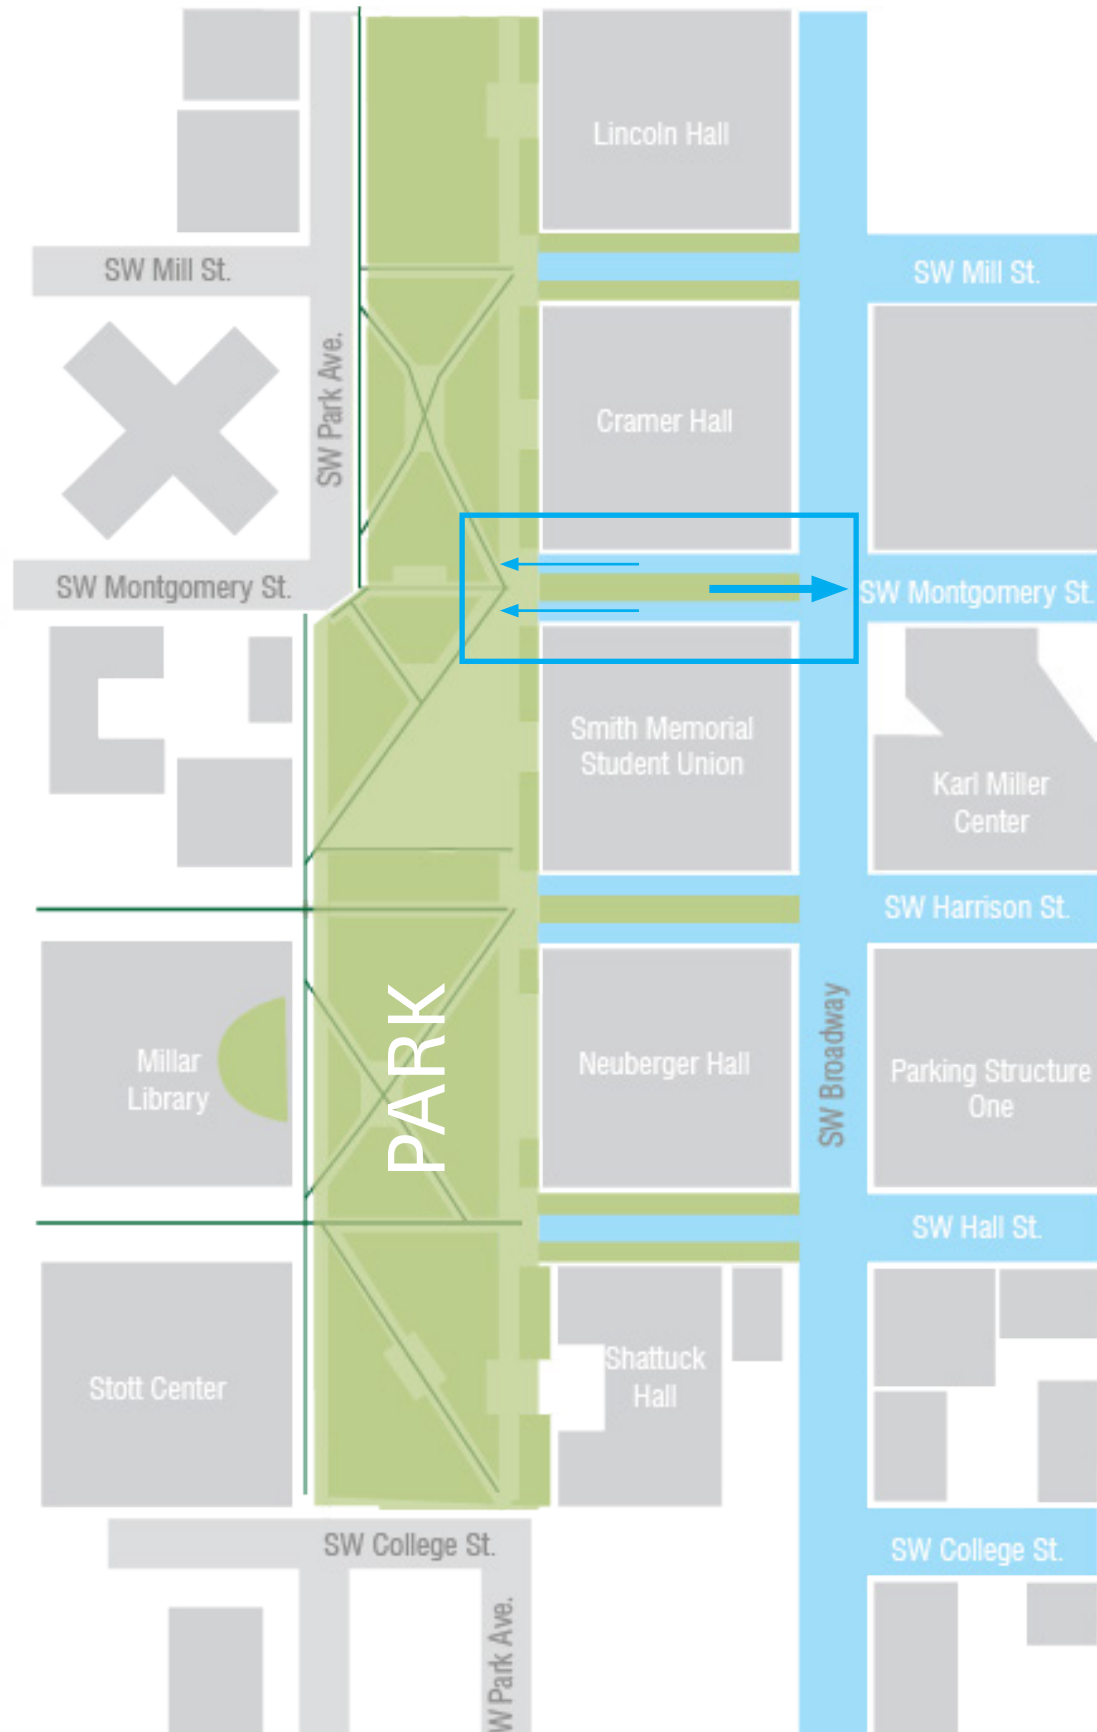 Lincoln Hall
SW Mill St.
SW Mill St.
SW Park Ave.
Cramer Hall
SW Montgomery St.
SW Montgomery St.
Smith Memorial
Student Union
Karl Miller
Center
SW Harrison St.
PARK
SW Broadway
Millar
Library
Neuberger Hall
Parking Structure
One
SW Hall St.
Stott Center
Shattuck
Hall
SW College St.
SW College St.
W Park Ave.